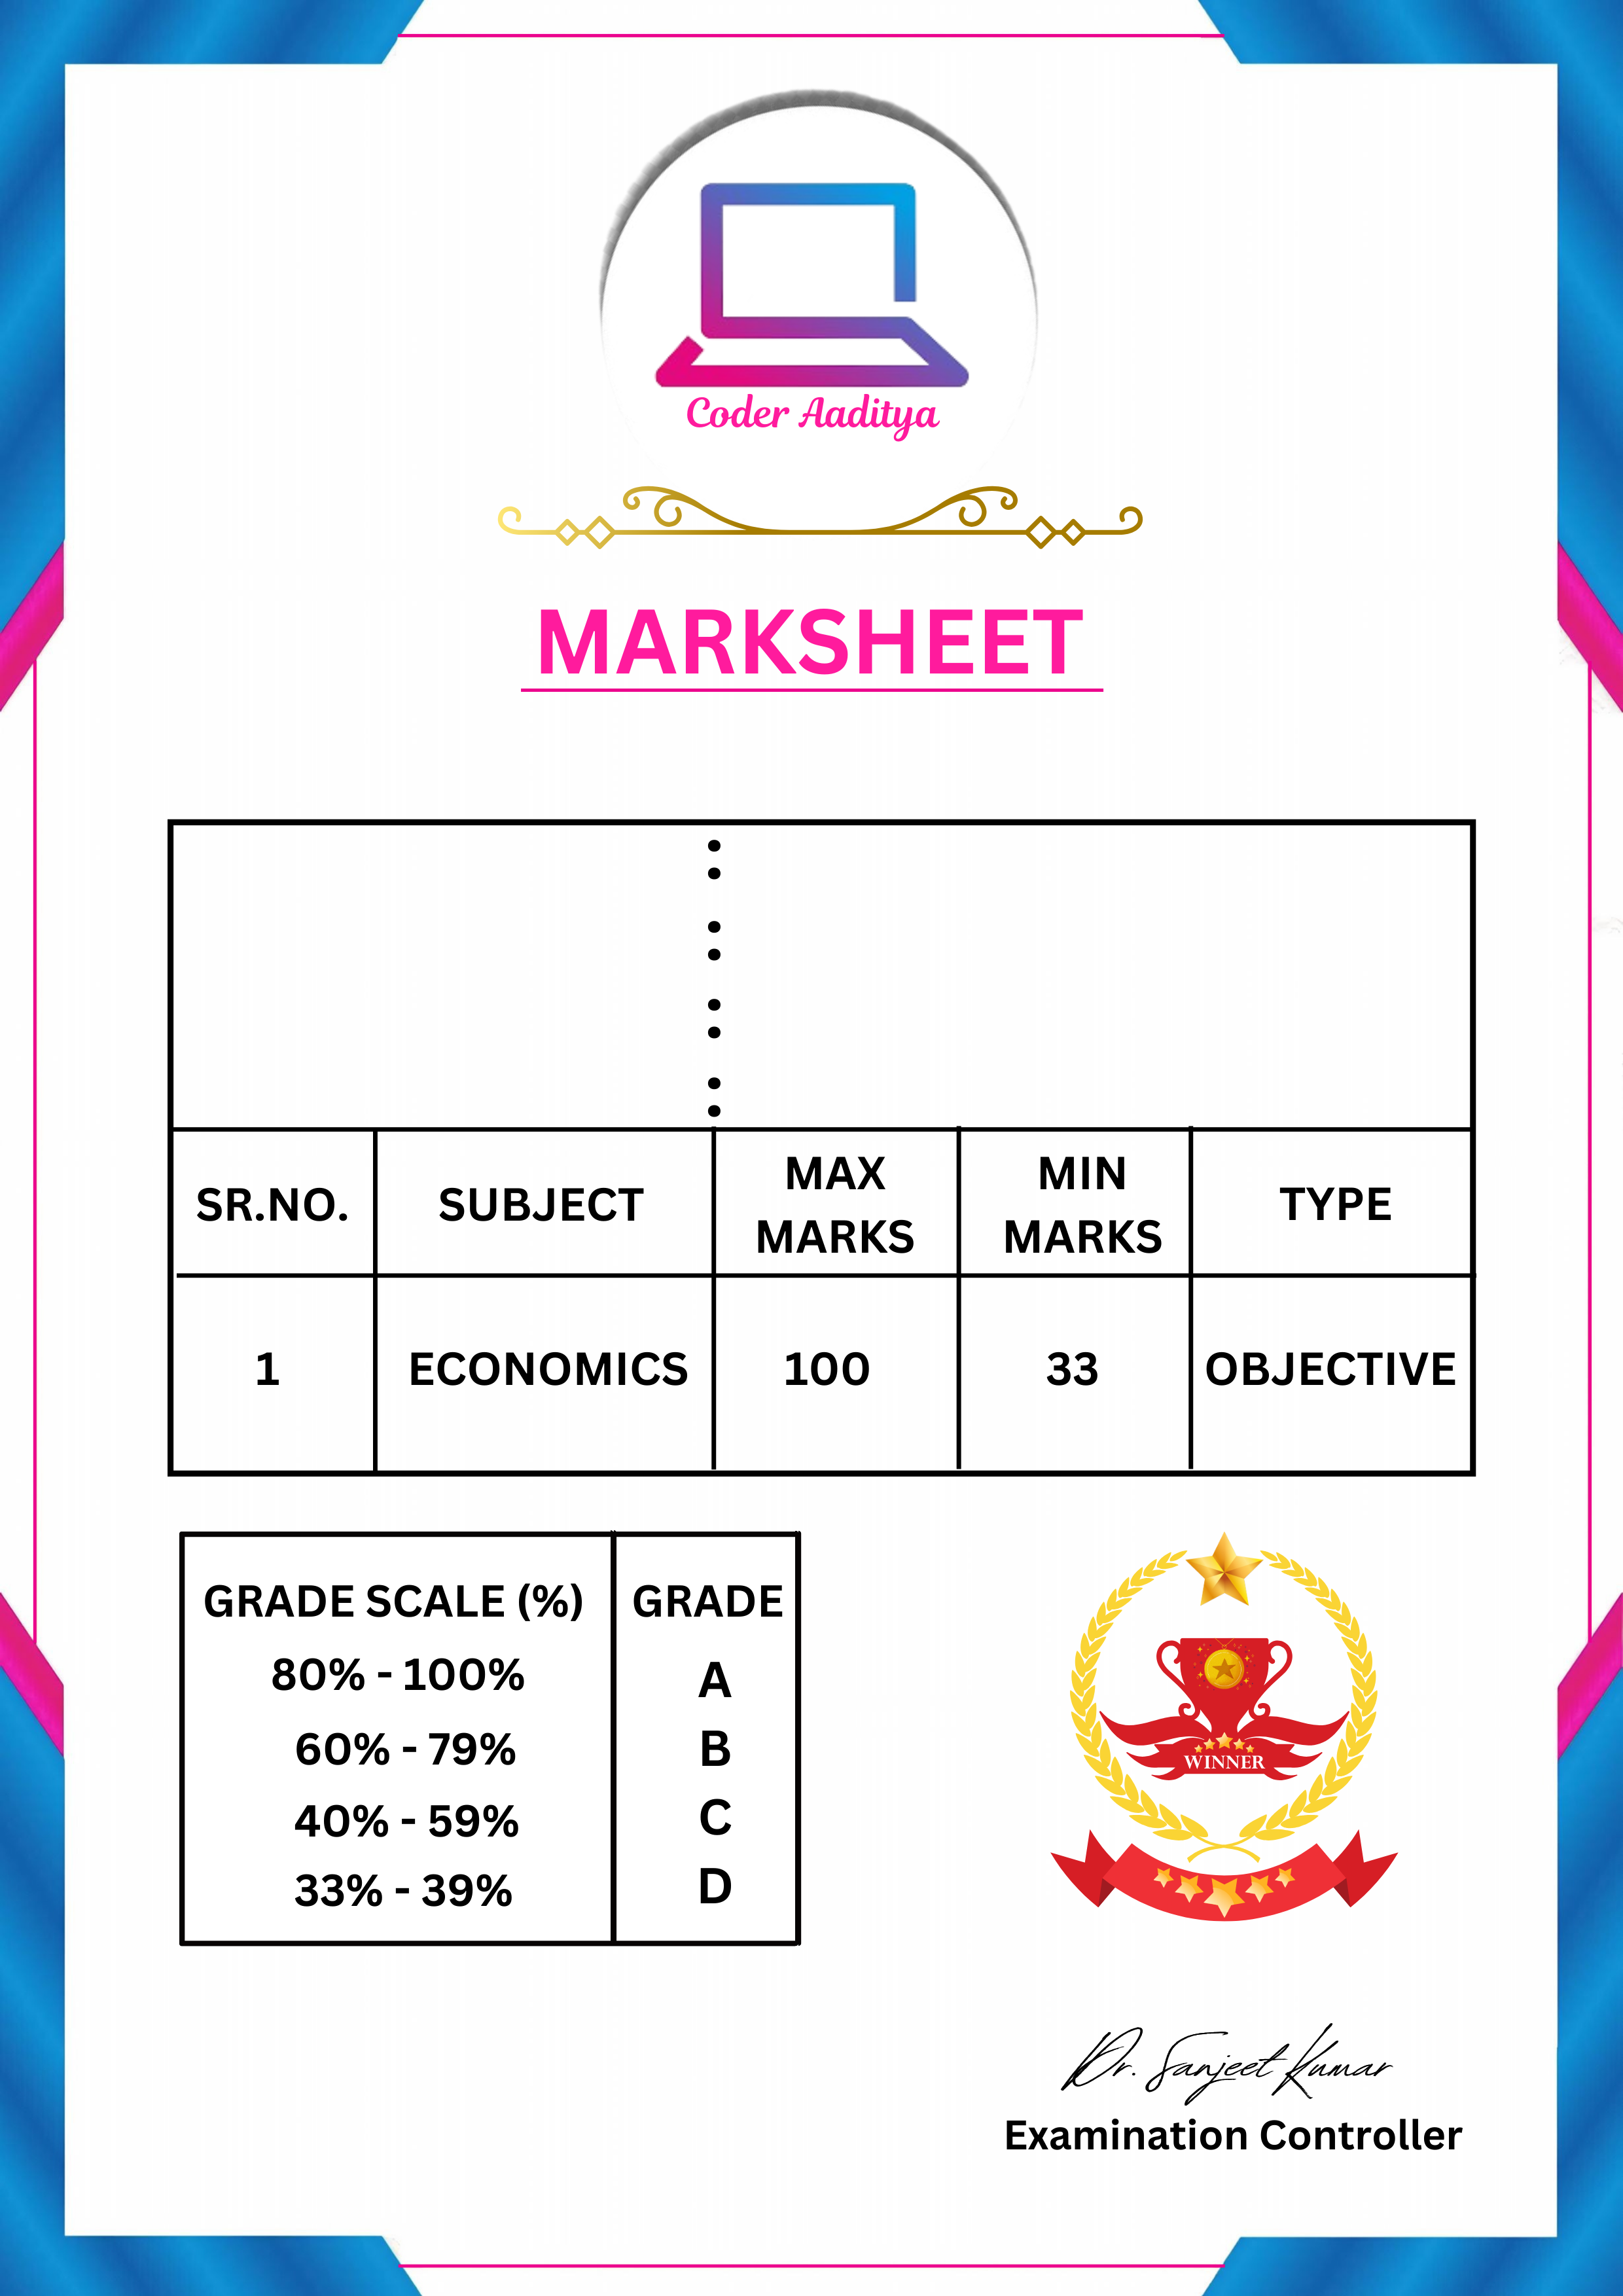 Coder Aaditya
MARKSHEET
:
:
:
:
SR.NO. SUBJECT MAX MARKS MIN MARKS TYPE
1 ECONOMICS 100 33 OBJECTIVE
GRADE SCALE (%) GRADE
80% - 100% A
60% - 79% B
40% - 59% C
33% - 39% D
WINNER
Dr. Sanjeet Kumar
Examination Controller